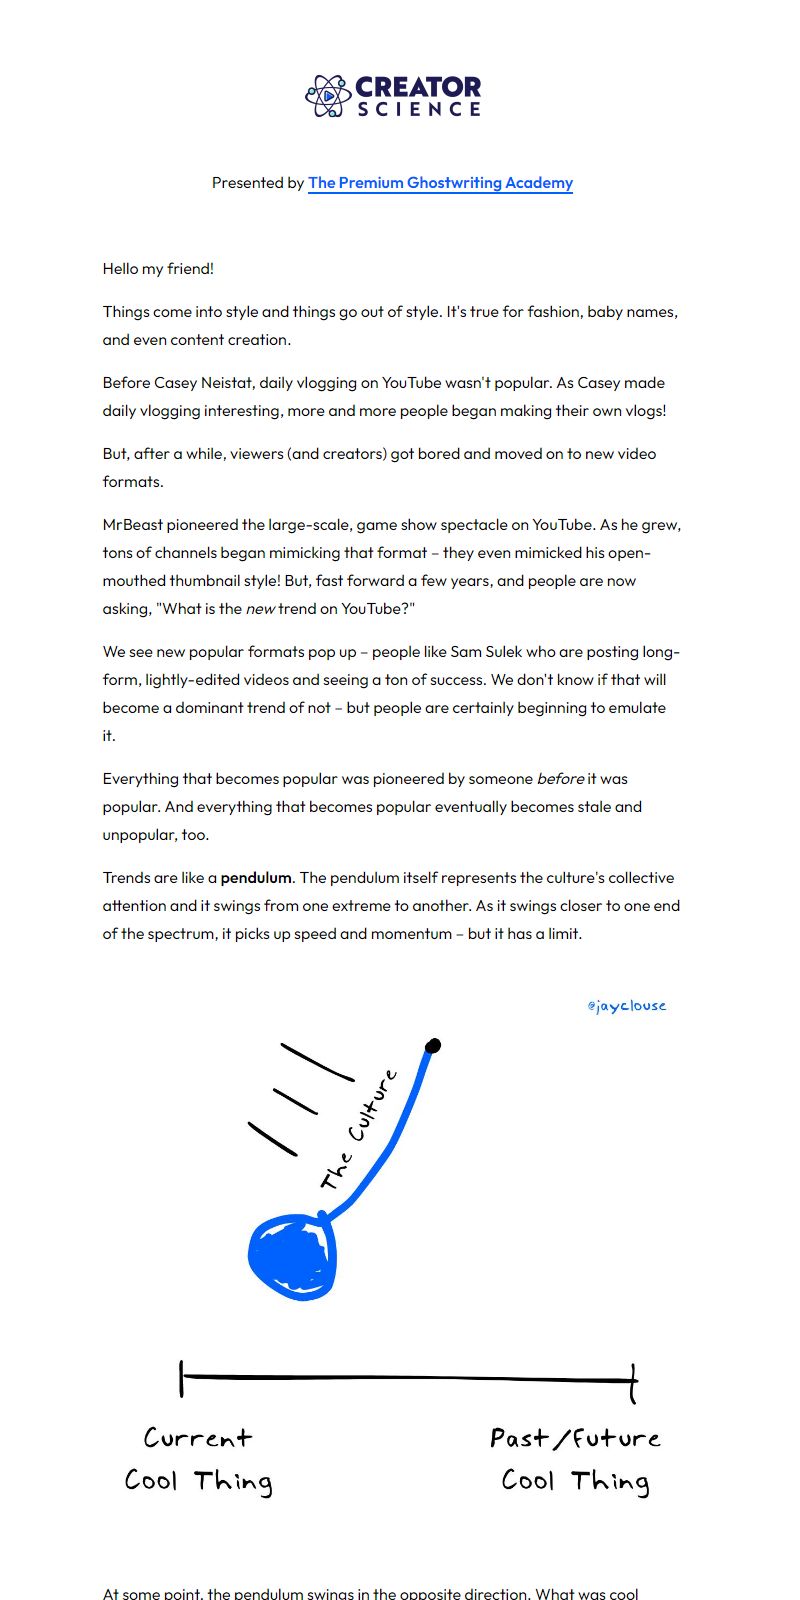 CREATOR
SCIENCE
Presented by The Premium Ghostwriting Academy
Hello my friend!
Things come into style and things go out of style. It's true for fashion, baby names,
and even content creation.
Before Casey Neistat, daily vlogging on YouTube wasn't popular. As Casey made
daily vlogging interesting, more and more people began making their own vlogs!
But, after a while, viewers (and creators) got bored and moved on to new video
formats.
MrBeast pioneered the large-scale, game show spectacle on YouTube. As he grew,
tons of channels began mimicking that format – they even mimicked his open-
mouthed thumbnail style! But, fast forward a few years, and people are now
asking, "What is the new trend on YouTube?"
We see new popular formats pop up – people like Sam Sulek who are posting long-
form, lightly-edited videos and seeing a ton of success. We don't know if that will
become a dominant trend of not – but people are certainly beginning to emulate
it.
Everything that becomes popular was pioneered by someone before it was
popular. And everything that becomes popular eventually becomes stale and
unpopular, too.
Trends are like a pendulum. The pendulum itself represents the culture's collective
attention and it swings from one extreme to another. As it swings closer to one end
of the spectrum, it picks up speed and momentum – but it has a limit.
@jayclouse
The Culture
Current
Cool Thing
Past/Future
Cool Thing
At some point, the pendulum swings in the opposite direction. What was cool